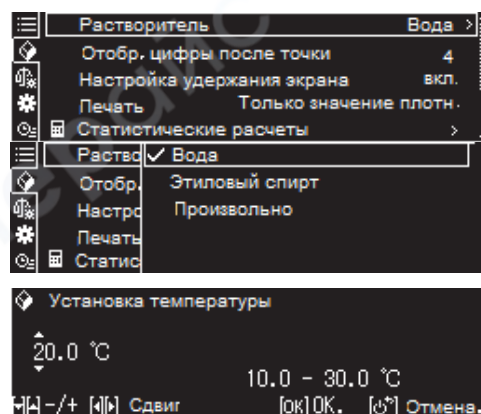 Растворитель Вода >
Отобр. цифры после точки 4
Настройка удержания экрана вкл.
Печать Только значение плотн.
Статистические расчеты >
Раство ✓ Вода
Отобр. Этиловый спирт
Настро Произвольно
Печать
Статис
Установка температуры
20.0 °C
10.0 - 30.0 °C
-/+ Сдвиг [OK]OK. Отмена.